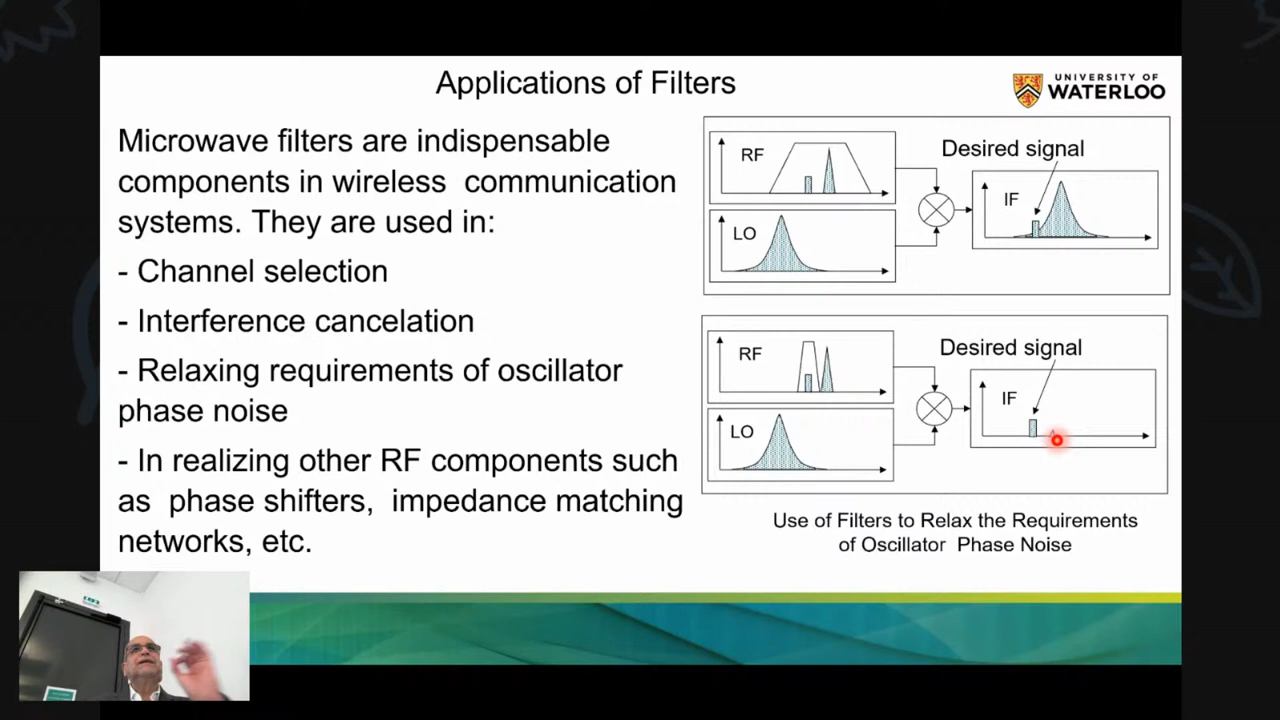 Applications of Filters
UNIVERSITY OF
WATERLOO
Microwave filters are indispensable
components in wireless communication
systems. They are used in:
- Channel selection
- Interference cancelation
- Relaxing requirements of oscillator
phase noise
- In realizing other RF components such
as phase shifters, impedance matching
networks, etc.
RF
LO
Desired signal
IF
RF
LO
Desired signal
IF
Use of Filters to Relax the Requirements
of Oscillator Phase Noise